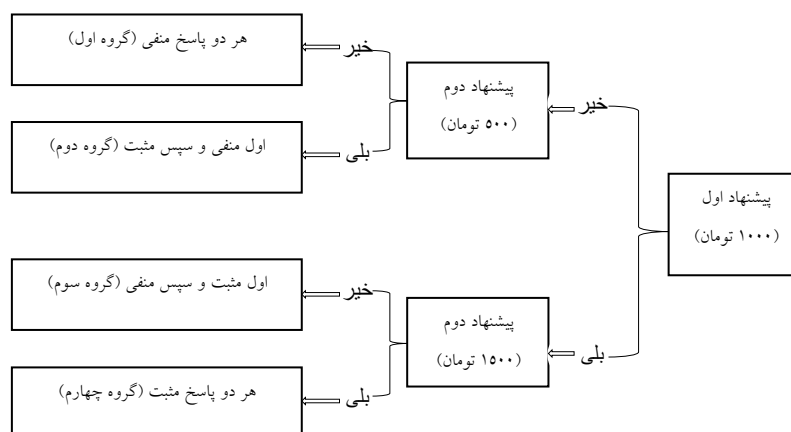 پیشنهاد اول
(۱۰۰۰ تومان)
خیر
پیشنهاد دوم
(۵۰۰ تومان)
خیر
هر دو پاسخ منفی (گروه اول)
بلی
اول منفی و سپس مثبت (گروه دوم)
بلی
پیشنهاد دوم
(۱۵۰۰ تومان)
خیر
اول مثبت و سپس منفی (گروه سوم)
بلی
هر دو پاسخ مثبت (گروه چهارم)